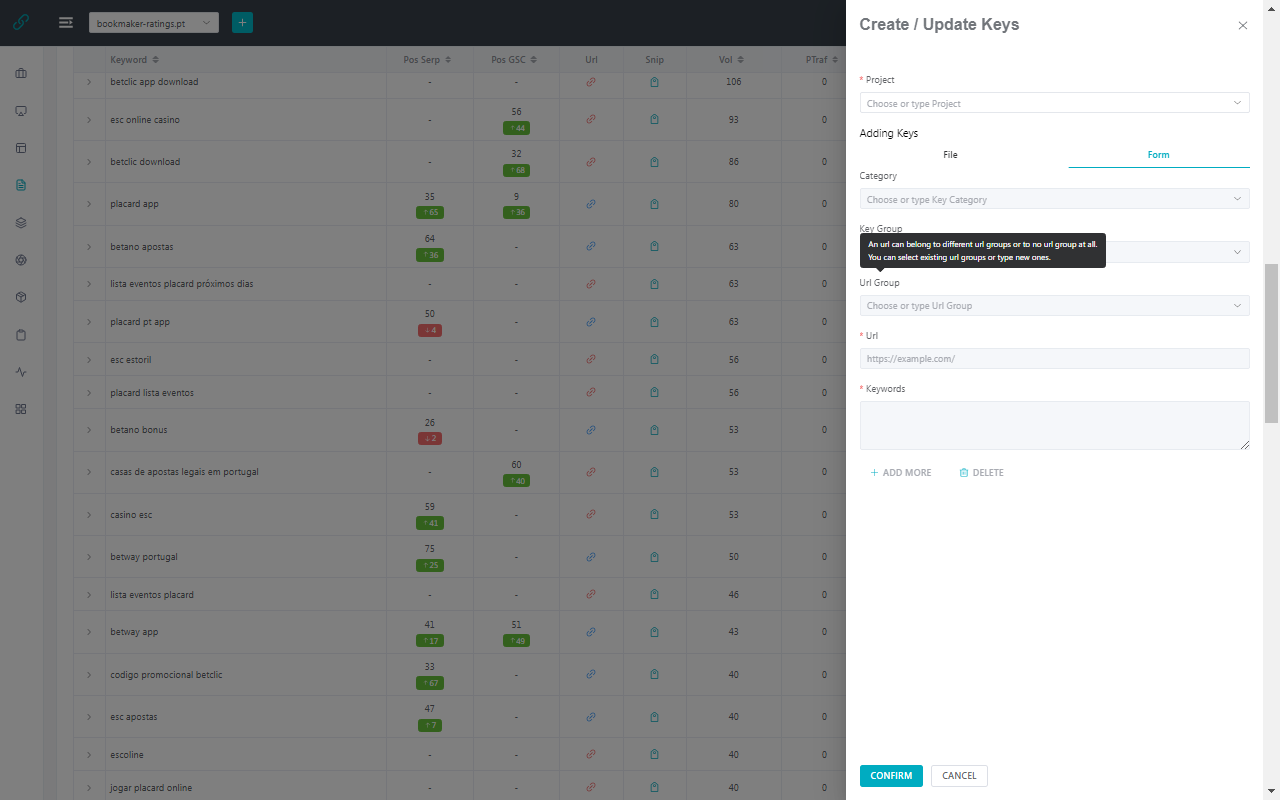 bookmaker-ratings.pt
+
Create / Update Keys
Keyword Pos Serp Pos GSC Url Snip Vol PTraf
betclic app download - - 106 0
esc online casino - 56 93 0
↑44
betclic download - 32 86 0
↑68
placard app 35 9 80 0
↑65 ↑36
betano apostas 64 - 63 0
↑36
lista eventos placard próximos dias - - 63 0
placard pt app 50 - 63 0
↓4
esc estoril - - 56 0
placard lista eventos - - 56 0
betano bonus 26 - 53 0
↓2
casas de apostas legais em portugal - 60 53 0
↑40
casino esc 59 - 53 0
↑41
betway portugal 75 - 50 0
↑25
lista eventos placard - - 46 0
betway app 41 51 43 0
↑17 ↑49
codigo promocional betclic 33 - 40 0
↑67
esc apostas 47 - 40 0
↑7
escoline - - 40 0
jogar placard online - - 40 0
* Project
Choose or type Project
Adding Keys
File Form
Category
Choose or type Key Category
Key Group
An url can belong to different url groups or to no url group at all.
You can select existing url groups or type new ones.
Url Group
Choose or type Url Group
* Url
https://example.com/
* Keywords
+ ADD MORE DELETE
CONFIRM CANCEL